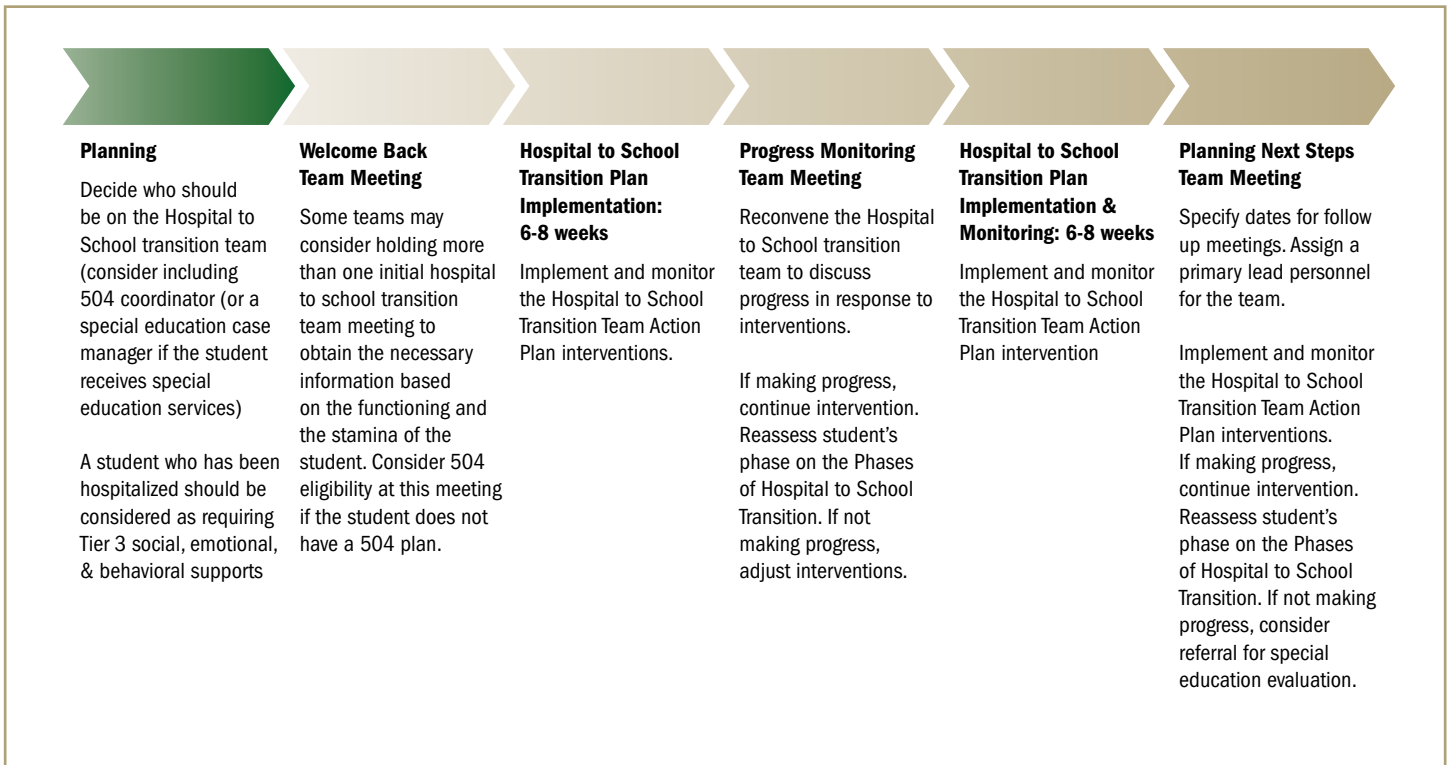 Planning
Decide who should
be on the Hospital to
School transition team
(consider including
504 coordinator (or a
special education case
manager if the student
receives special
education services)
A student who has been
hospitalized should be
considered as requiring
Tier 3 social, emotional,
& behavioral supports
Welcome Back
Team Meeting
Some teams may
consider holding more
than one initial hospital
to school transition
team meeting to
obtain the necessary
information based
on the functioning and
the stamina of the
student. Consider 504
eligibility at this meeting
if the student does not
have a 504 plan.
Hospital to School
Transition Plan
Implementation:
6-8 weeks
Implement and monitor
the Hospital to School
Transition Team Action
Plan interventions.
Progress Monitoring
Team Meeting
Reconvene the Hospital
to School transition
team to discuss
progress in response to
interventions.
If making progress,
continue intervention.
Reassess student's
phase on the Phases
of Hospital to School
Transition. If not
making progress,
adjust interventions.
Hospital to School
Transition Plan
Implementation &
Monitoring: 6-8 weeks
Implement and monitor
the Hospital to School
Transition Team Action
Plan intervention
Planning Next Steps
Team Meeting
Specify dates for follow
up meetings. Assign a
primary lead personnel
for the team.
Implement and monitor
the Hospital to School
Transition Team Action
Plan interventions.
If making progress,
continue intervention.
Reassess student's
phase on the Phases
of Hospital to School
Transition. If not making
progress, consider
referral for special
education evaluation.